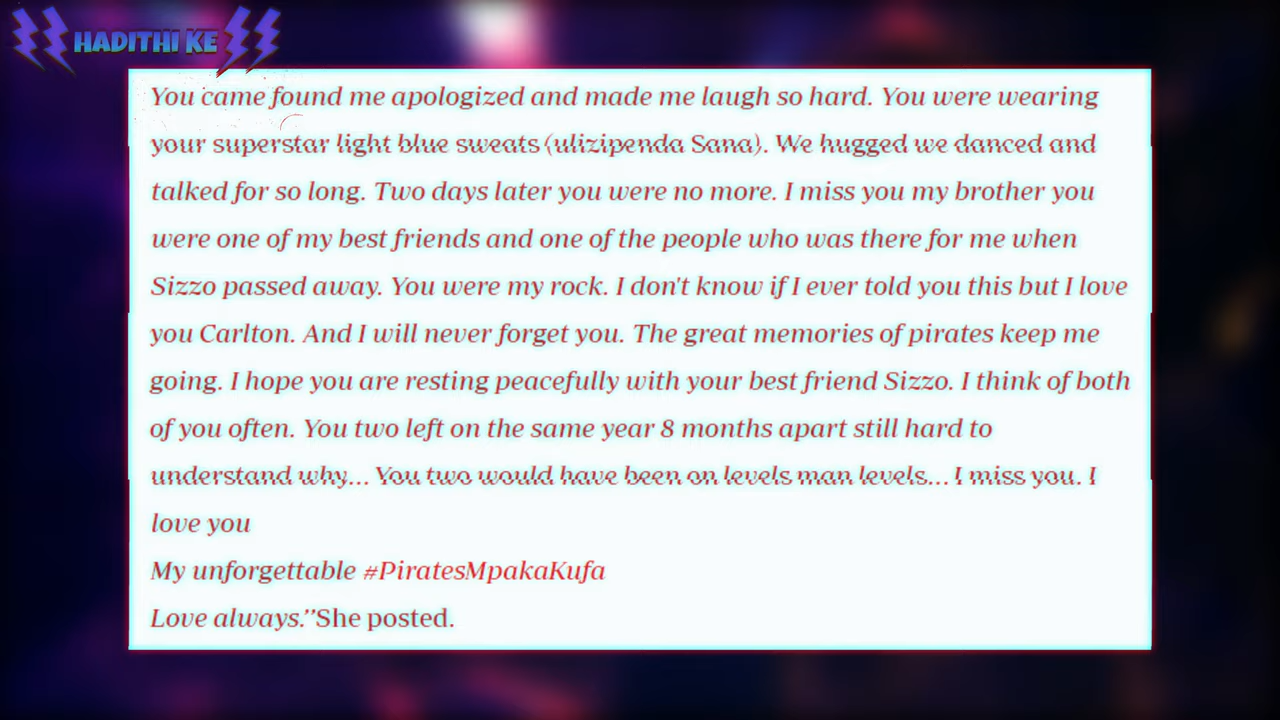 HADITHI KE
You came found me apologized and made me laugh so hard. You were wearing
your superstar light blue sweats (ulizipenda Sana). We hugged we danced and
talked for so long. Two days later you were no more. I miss you my brother you
were one of my best friends and one of the people who was there for me when
Sizzo passed away. You were my rock. I don't know if I ever told you this but I love
you Carlton. And I will never forget you. The great memories of pirates keep me
going. I hope you are resting peacefully with your best friend Sizzo. I think of both
of you often. You two left on the same year 8 months apart still hard to
understand why... You two would have been on levels man levels... I miss you. I
love you
My unforgettable #PiratesMpakaKufa
Love always.”She posted.